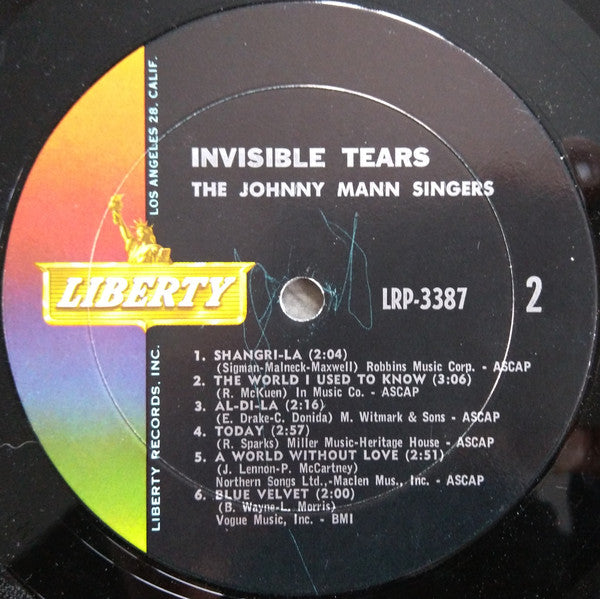 INVISIBLE TEARS
THE JOHNNY MANN SINGERS
LIBERTY
LRP-3387
2
1. SHANGRI-LA (2:04)
(Sigman-Malneck-Maxwell) Robbins Music Corp. - ASCAP
2. THE WORLD I USED TO KNOW (3:06)
(R. McKuen) In Music Co. - ASCAP
3. AL-DI-LA (2:16)
(E. Drake-C. Donida) M. Witmark & Sons - ASCAP
4. TODAY (2:57)
(R. Sparks) Miller Music-Heritage House - ASCAP
5. A WORLD WITHOUT LOVE (2:51)
(J. Lennon-P. McCartney)
Northern Songs Ltd.,-Maclen Mus., Inc. - ASCAP
6. BLUE VELVET (2:00)
(B. Wayne-L. Morris)
Vogue Music, Inc. - BMI
LIBERTY RECORDS, INC.
LOS ANGELES 28, CALIF.